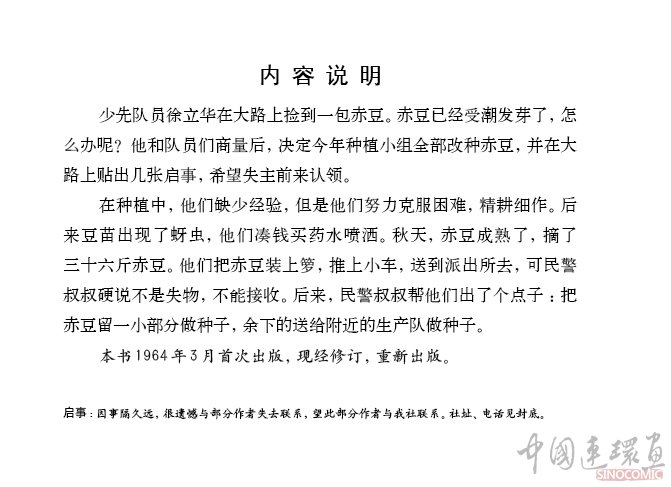 内容说明
少先队员徐立华在大路上捡到一包赤豆。赤豆已经受潮发芽了，怎
么办呢？他和队员们商量后，决定今年种植小组全部改种赤豆，并在大
路上贴出几张启事，希望失主前来认领。
在种植中，他们缺少经验，但是他们努力克服困难，精耕细作。后
来豆苗出现了蚜虫，他们凑钱买药水喷洒。秋天，赤豆成熟了，摘了
三十六斤赤豆。他们把赤豆装上箩，推上小车，送到派出所去，可民警
叔叔硬说不是失物，不能接收。后来，民警叔叔帮他们出了个点子：把
赤豆留一小部分做种子，余下的送给附近的生产队做种子。
本书1964年3月首次出版，现经修订，重新出版。
启事：因事隔久远，很遗憾与部分作者失去联系，望此部分作者与我社联系。社址、电话见封底。
中國連環畫
SINOCOMIC